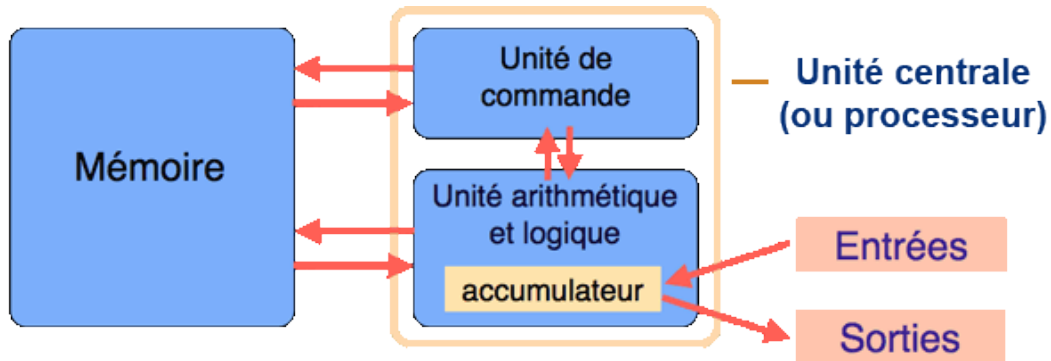 Mémoire
Unité de
commande
Unité arithmétique
et logique
accumulateur
Unité centrale
(ou processeur)
Entrées
Sorties